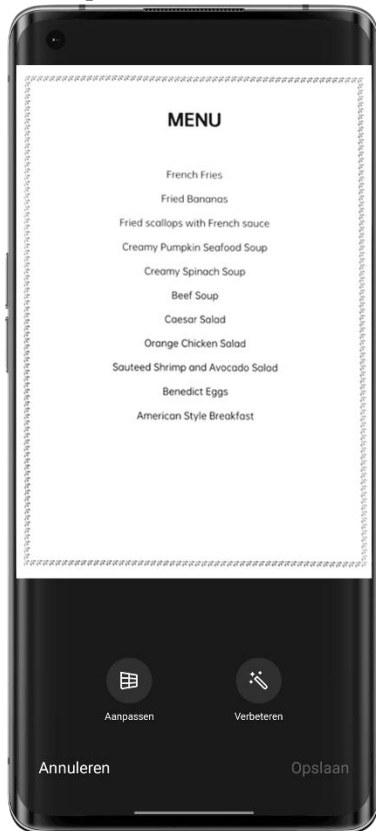 MENU
French Fries
Fried Bananas
Fried scallops with French sauce
Creamy Pumpkin Seafood Soup
Creamy Spinach Soup
Beef Soup
Caesar Salad
Orange Chicken Salad
Sauteed Shrimp and Avocado Salad
Benedict Eggs
American Style Breakfast
Aanpassen
Verbeteren
Annuleren
Opslaan